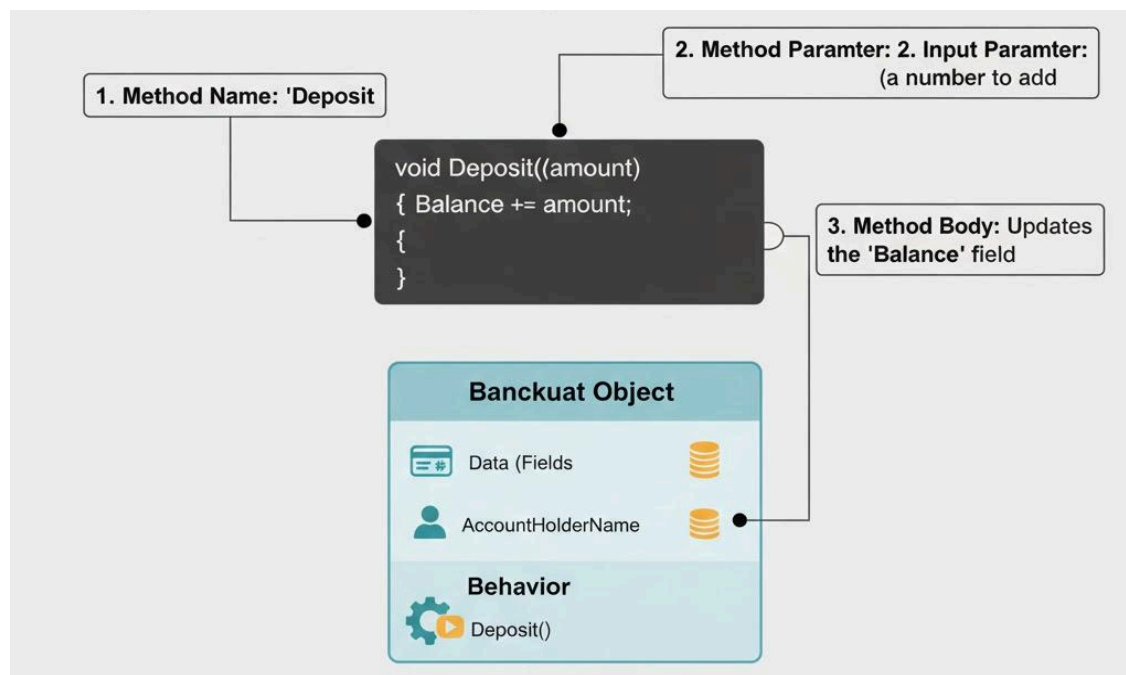 1. Method Name: 'Deposit
2. Method Paramter: 2. Input Paramter:
(a number to add
void Deposit((amount)
{ Balance += amount;
{
}
3. Method Body: Updates
the 'Balance' field
Banckuat Object
Data (Fields
AccountHolderName
Behavior
Deposit()